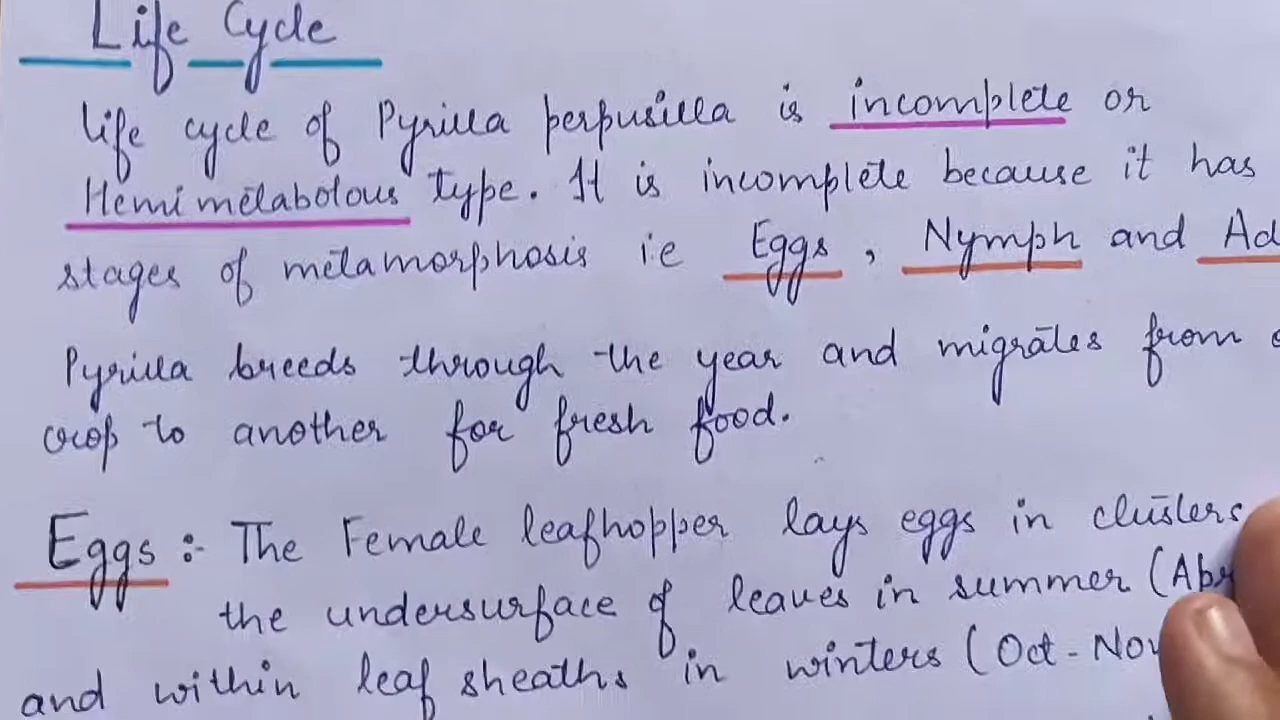 Life Cycle
life cycle of Pyrilla perpusilla is incomplete or
Hemimetabolous type. It is incomplete because it has
stages of metamorphosis i.e Eggs, Nymph and
Pyrilla breeds through the year and migrates from
crop to another for fresh food.
Eggs :- The Female leafhopper lays eggs in clusters
the undersurface of leaves in summer (
and within leaf sheaths in winters (Oct - Nov